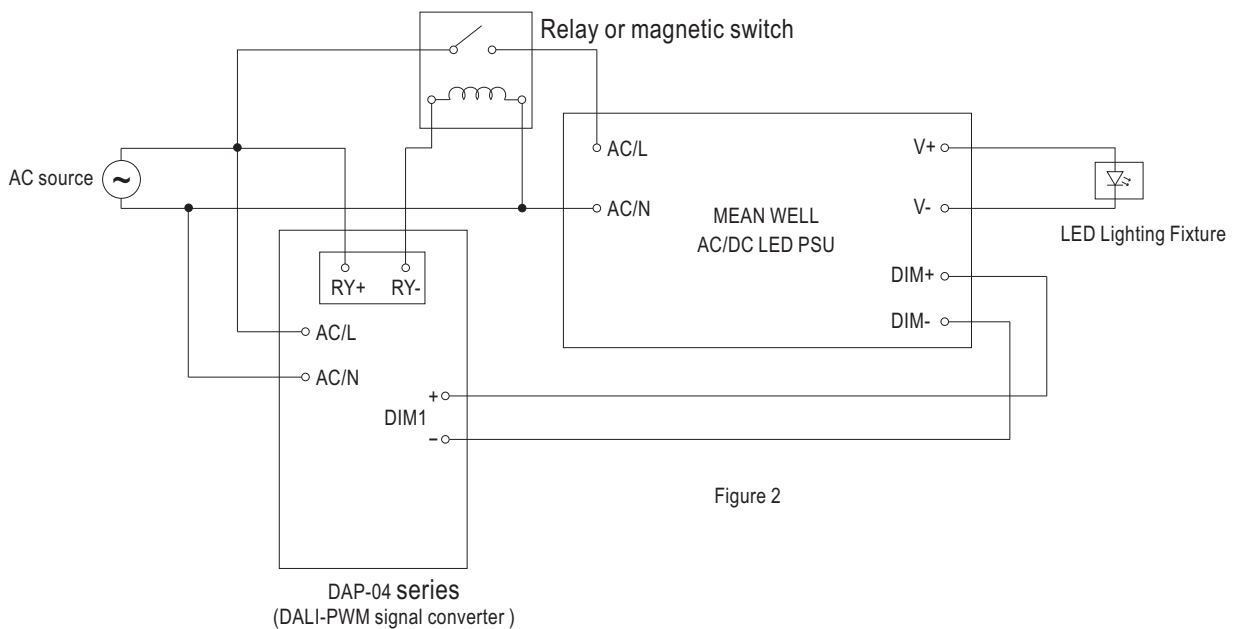 Relay or magnetic switch
AC source
~
AC/L
AC/N
MEAN WELL
AC/DC LED PSU
V+
V-
DIM+
DIM-
LED Lighting Fixture
RY+ RY-
AC/L
AC/N
+
DIM1
−
Figure 2
DAP-04 series
(DALI-PWM signal converter )